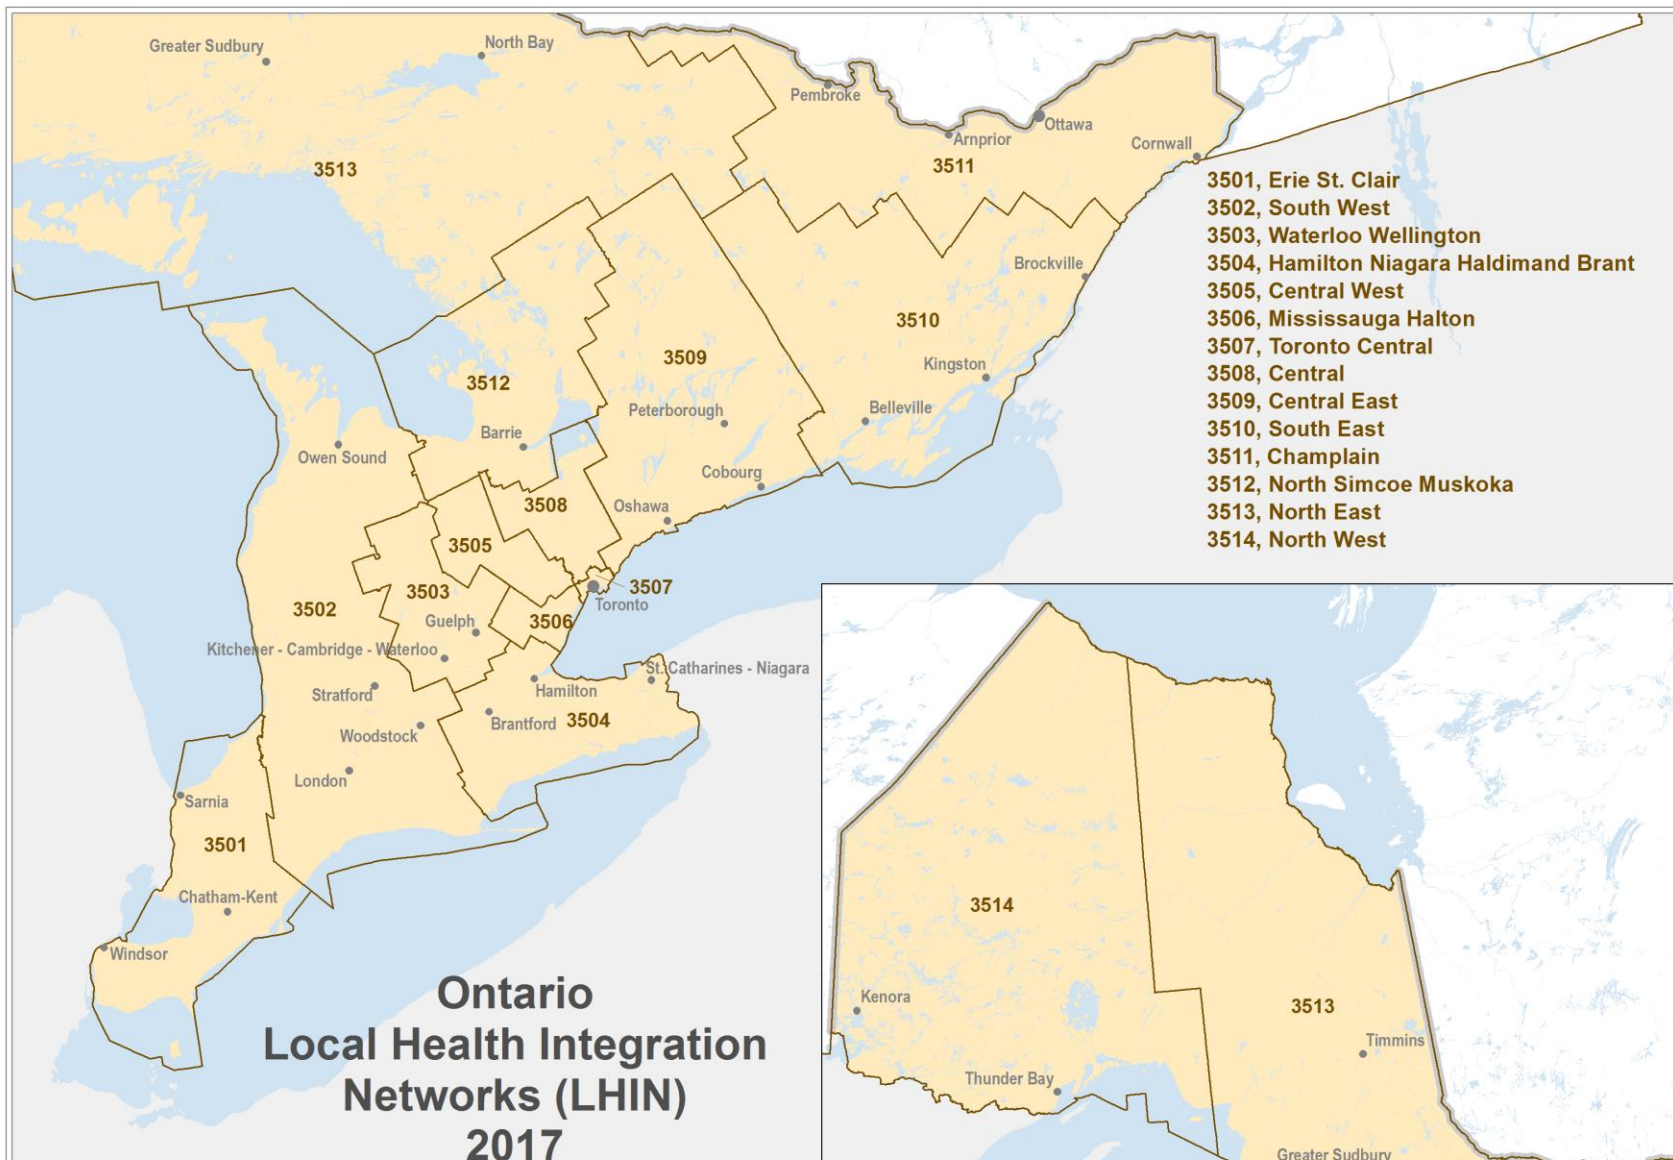 Greater Sudbury
North Bay
Pembroke
Arnprior
Ottawa
Cornwall
3513
3511
3501, Erie St. Clair
3502, South West
3503, Waterloo Wellington
3504, Hamilton Niagara Haldimand Brant
3505, Central West
3506, Mississauga Halton
3507, Toronto Central
3508, Central
3509, Central East
3510, South East
3511, Champlain
3512, North Simcoe Muskoka
3513, North East
3514, North West
Brockville
3510
3509
3512
Kingston
Peterborough
Belleville
Barrie
Owen Sound
Cobourg
3508
Oshawa
3505
3507
3503
Toronto
3502
Guelph
3506
Kitchener - Cambridge - Waterloo
St. Catharines - Niagara
Stratford
Hamilton
Brantford
3504
Woodstock
London
Sarnia
3501
Chatham-Kent
Windsor
3514
Kenora
3513
Timmins
Thunder Bay
Greater Sudbury
Ontario
Local Health Integration
Networks (LHIN)
2017